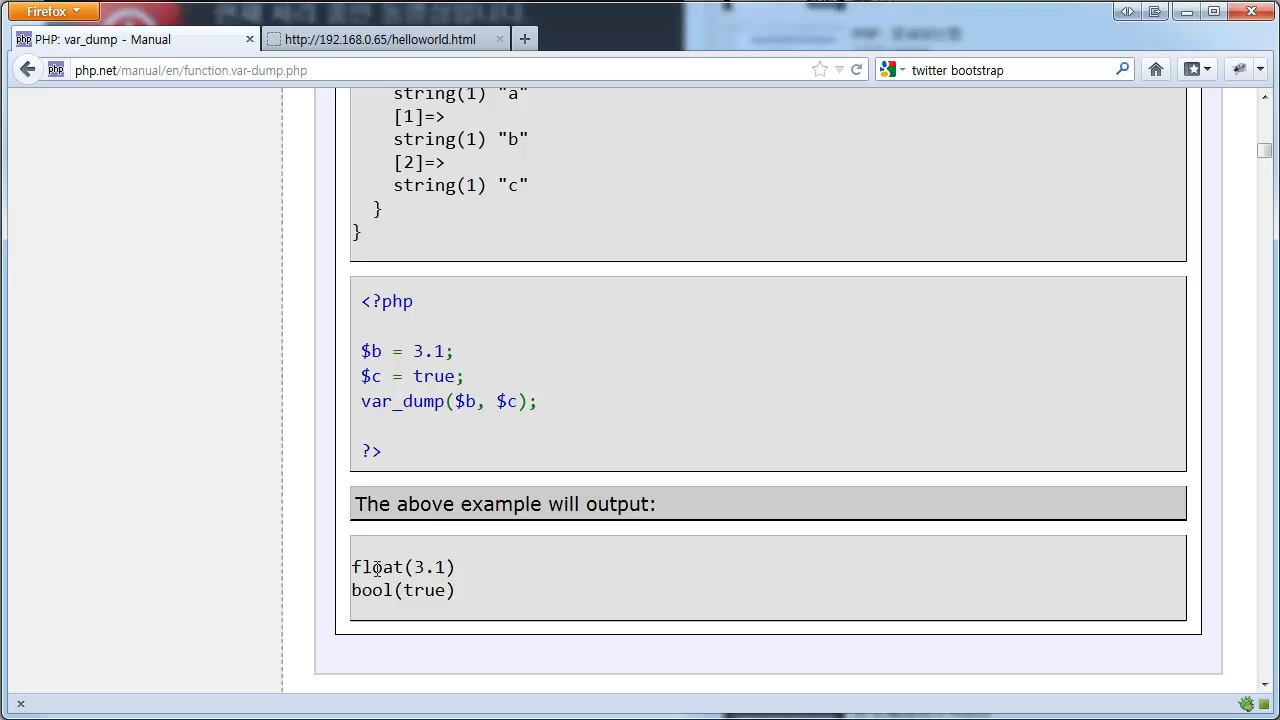 Firefox
PHP: var_dump - Manual
http://192.168.0.65/helloworld.html
php.net/manual/en/function.var-dump.php
twitter bootstrap
string(1) "a"
[1]=>
string(1) "b"
[2]=>
string(1) "c"
}
}
<?php
$b = 3.1;
$c = true;
var_dump($b, $c);
?>
The above example will output:
float(3.1)
bool(true)